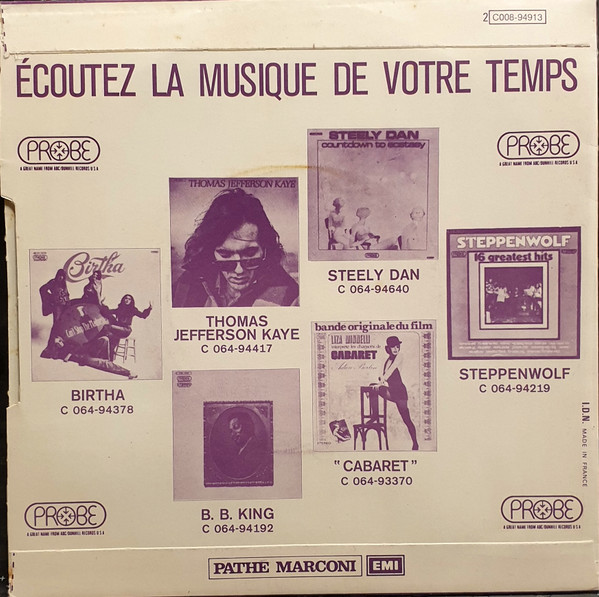 2 C008-94913
ÉCOUTEZ LA MUSIQUE DE VOTRE TEMPS
PROBE
A GREAT NAME FROM ABC/DUNHILL RECORDS U S A
PROBE
A GREAT NAME FROM ABC/DUNHILL RECORDS U.S.A
STEELY DAN
countdown to ecstasy
STEELY DAN
C 064-94640
THOMAS JEFFERSON KAYE
THOMAS
JEFFERSON KAYE
C 064-94417
STEPPENWOLF
16 greatest hits
STEPPENWOLF
C 064-94219
Birtha
BIRTHA
C 064-94378
bande originale du film
LIZA MINNELLI
CABARET
"CABARET"
C 064-93370
B. B. KING
C 064-94192
I.D.N. MADE IN FRANCE
PROBE
A GREAT NAME FROM ABC/DUNHILL RECORDS U S A
PROBE
A GREAT NAME FROM ABC/DUNHILL RECORDS U S A
PATHE MARCONI EMI